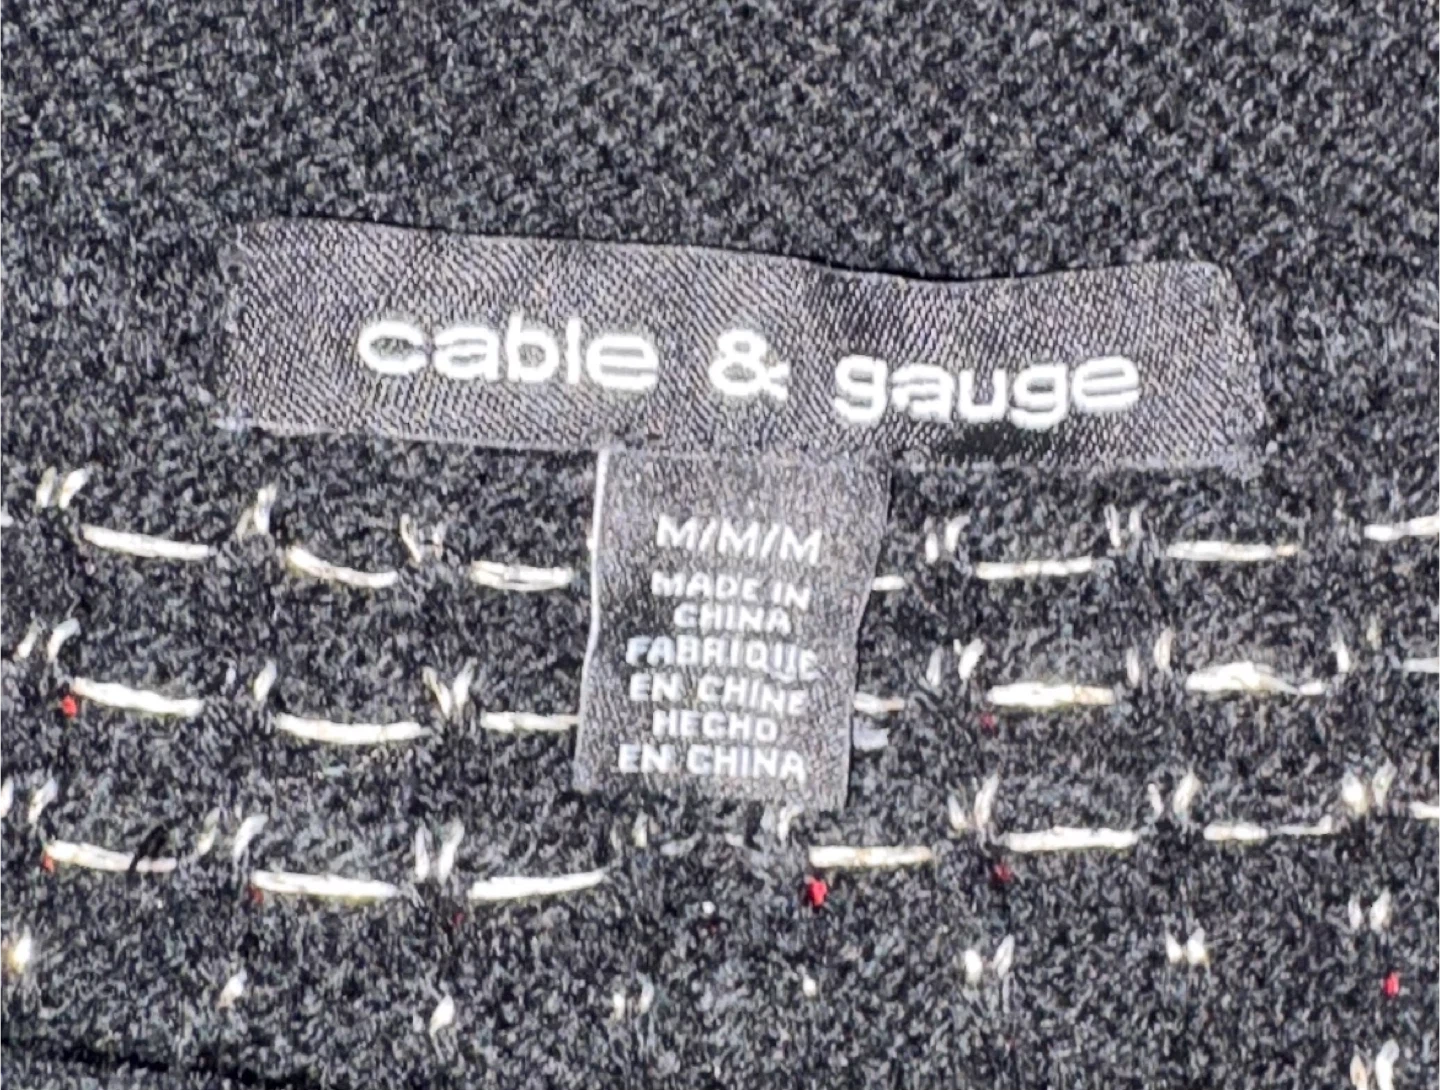 cable & gauge
M/M/M
MADE IN
CHINA
FABRIQUE
EN CHINE
HECHO
EN CHINA